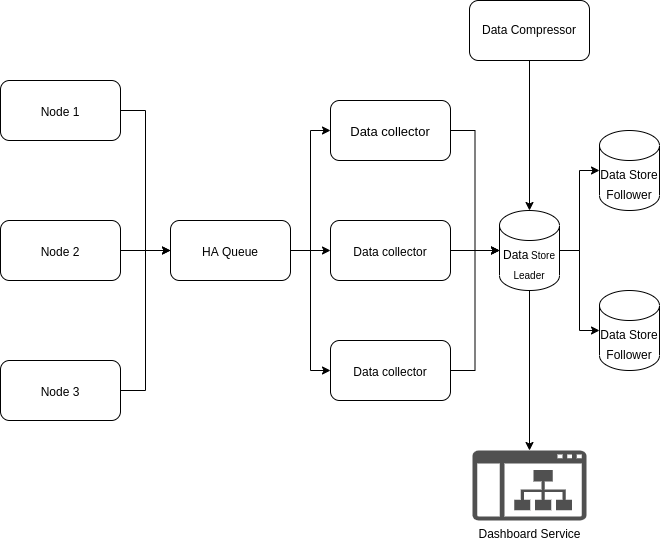 Data Compressor
Node 1
Data collector
Node 2
HA Queue
Data collector
Data Store
Leader
Data Store
Follower
Data Store
Follower
Node 3
Data collector
Dashboard Service